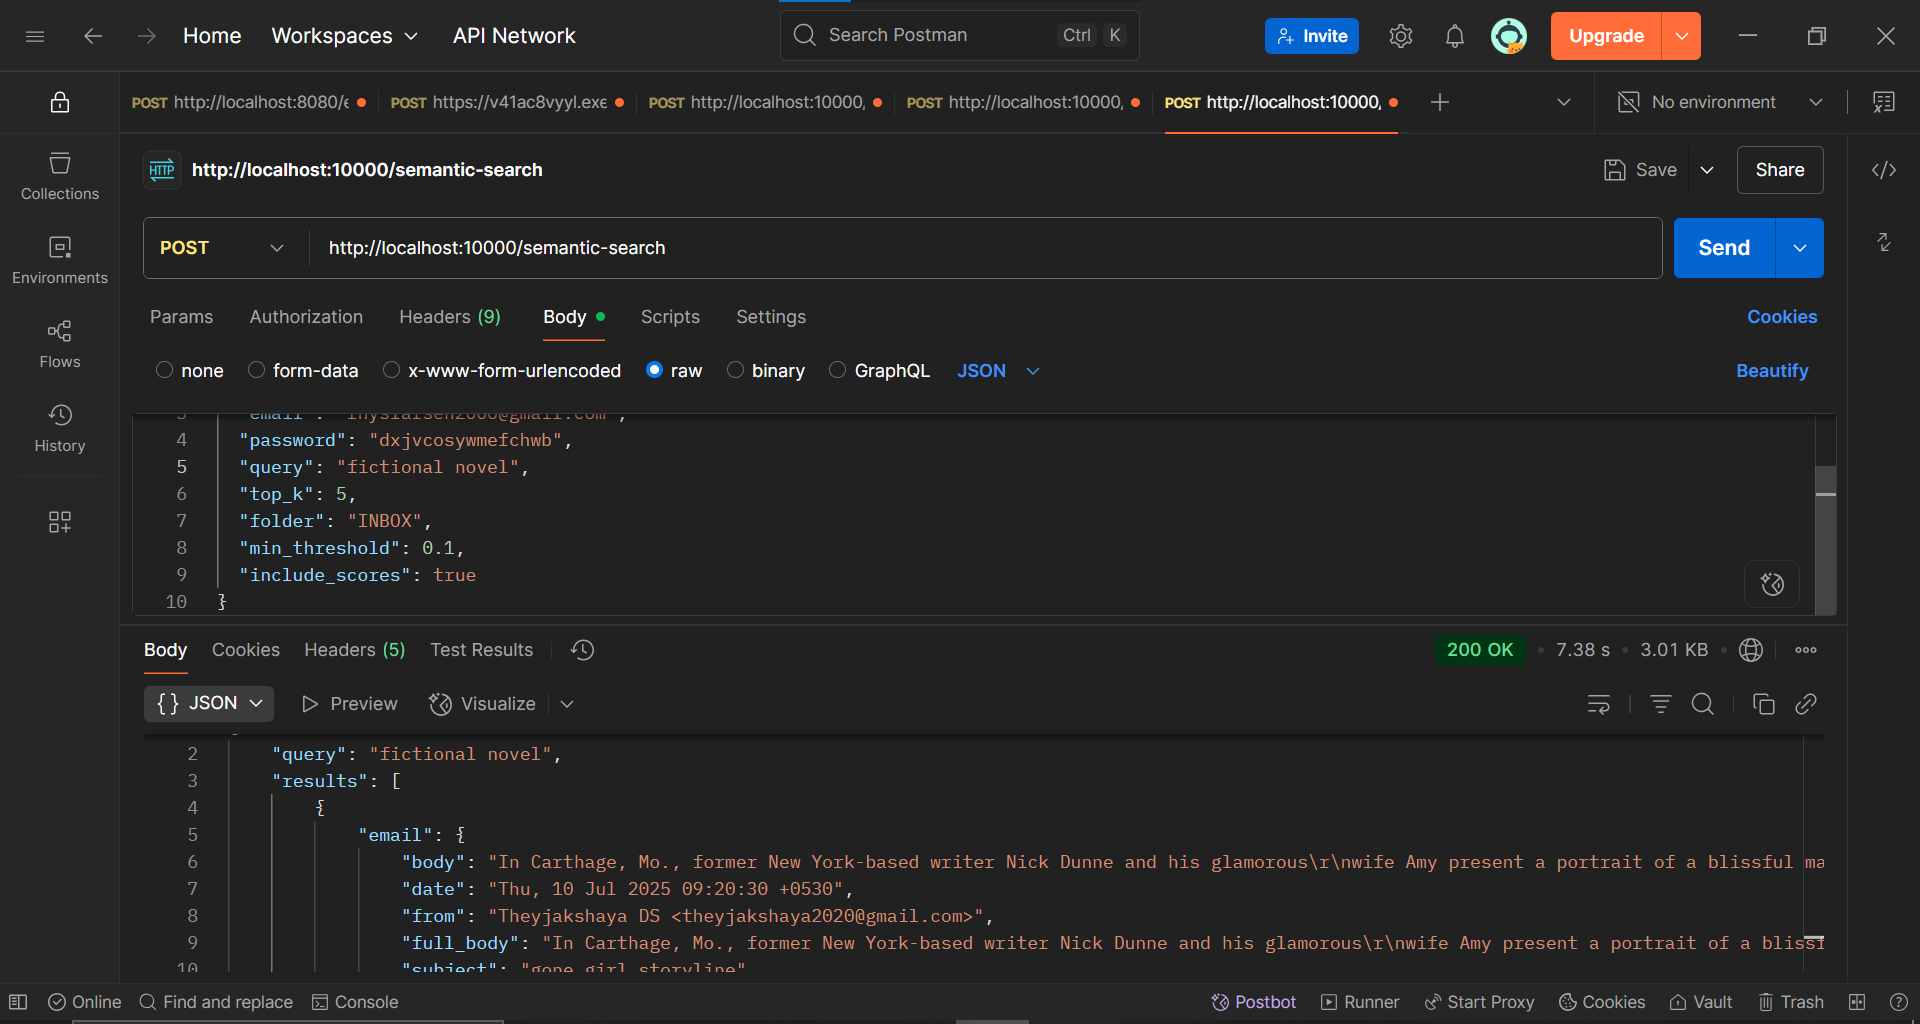 Home
Workspaces
API Network
Search Postman
Ctrl K
Invite
Upgrade
POST http://localhost:8080/
POST https://v41ac8vyyl.exe
POST http://localhost:10000,
POST http://localhost:10000,
POST http://localhost:10000,
No environment
Collections
Environments
Flows
History
HTTP http://localhost:10000/semantic-search
Save
Share
POST http://localhost:10000/semantic-search
Send
Params Authorization Headers (9) Body Scripts Settings Cookies
none form-data x-www-form-urlencoded raw binary GraphQL JSON Beautify
4 "password": "dxjvcosywmefchwb",
5 "query": "fictional novel",
6 "top_k": 5,
7 "folder": "INBOX",
8 "min_threshold": 0.1,
9 "include_scores": true
10 }
Body Cookies Headers (5) Test Results 200 OK • 7.38 s • 3.01 KB
{} JSON Preview Visualize
2 "query": "fictional novel",
3 "results": [
4 {
5 "email": {
6 "body": "In Carthage, Mo., former New York-based writer Nick Dunne and his glamorous\r\nwife Amy present a portrait of a blissful ma
7 "date": "Thu, 10 Jul 2025 09:20:30 +0530",
8 "from": "Theyjakshaya DS <theyjakshaya2020@gmail.com>",
9 "full_body": "In Carthage, Mo., former New York-based writer Nick Dunne and his glamorous\r\nwife Amy present a portrait of a blissf
10 "subject": "gone girl storyline"
Online Find and replace Console Postbot Runner Start Proxy Cookies Vault Trash